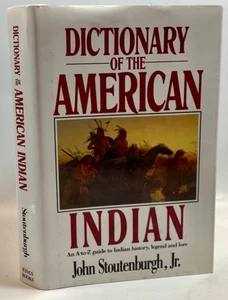 DICTIONARY
OF THE
AMERICAN
INDIAN
An A-to-Z guide to Indian history, legend and lore
John Stoutenburgh, Jr.
DICTIONARY OF THE AMERICAN INDIAN
Stoutenburgh